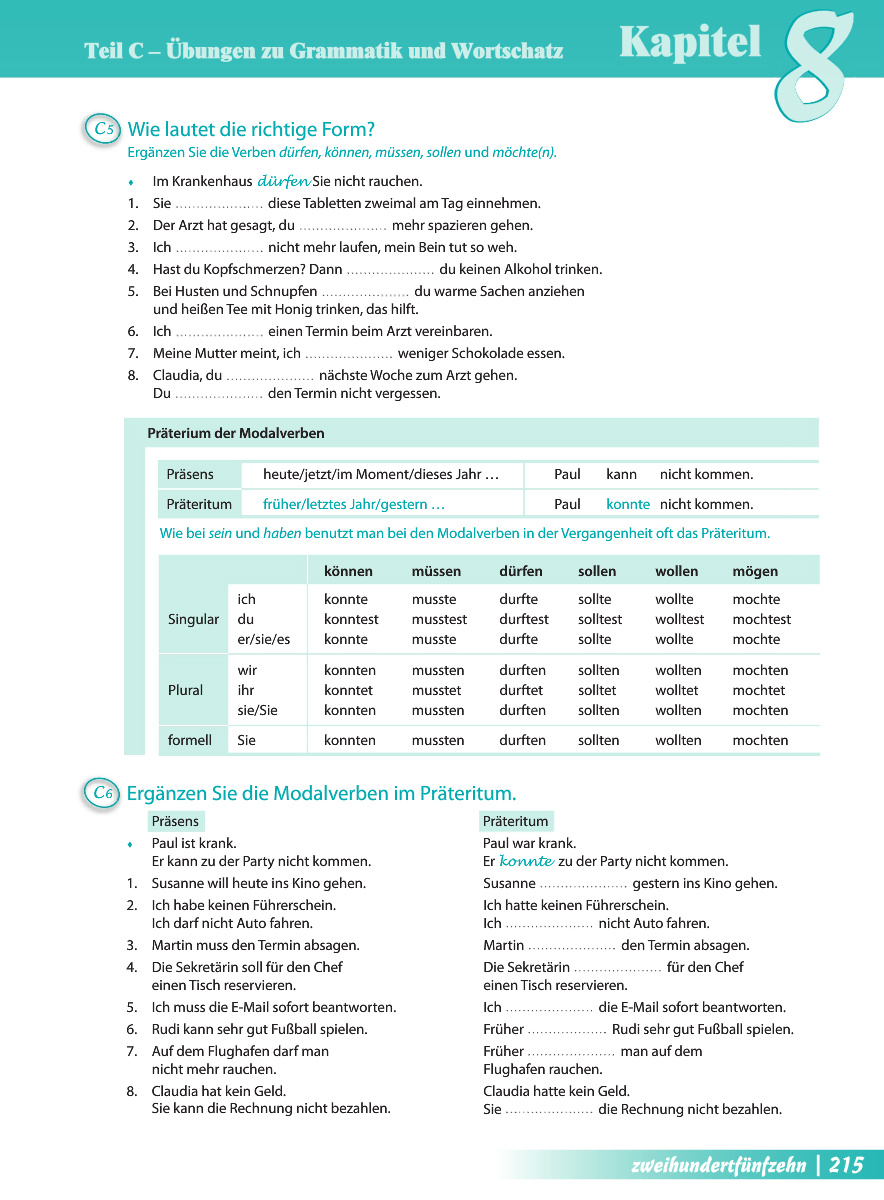 Teil C – Übungen zu Grammatik und Wortschatz Kapitel 8
C5 Wie lautet die richtige Form?
Ergänzen Sie die Verben dürfen, können, müssen, sollen und möchte(n).
♦ Im Krankenhaus dürfen Sie nicht rauchen.
1. Sie ..................... diese Tabletten zweimal am Tag einnehmen.
2. Der Arzt hat gesagt, du ..................... mehr spazieren gehen.
3. Ich ..................... nicht mehr laufen, mein Bein tut so weh.
4. Hast du Kopfschmerzen? Dann ..................... du keinen Alkohol trinken.
5. Bei Husten und Schnupfen ..................... du warme Sachen anziehen
und heißen Tee mit Honig trinken, das hilft.
6. Ich ..................... einen Termin beim Arzt vereinbaren.
7. Meine Mutter meint, ich ..................... weniger Schokolade essen.
8. Claudia, du ..................... nächste Woche zum Arzt gehen.
Du ..................... den Termin nicht vergessen.
Präterium der Modalverben
Präsens heute/jetzt/im Moment/dieses Jahr … Paul kann nicht kommen.
Präteritum früher/letztes Jahr/gestern … Paul konnte nicht kommen.
Wie bei sein und haben benutzt man bei den Modalverben in der Vergangenheit oft das Präteritum.
können müssen dürfen sollen wollen mögen
ich konnte musste durfte sollte wollte mochte
Singular du konntest musstest durftest solltest wolltest mochtest
er/sie/es konnte musste durfte sollte wollte mochte
wir konnten mussten durften sollten wollten mochten
Plural ihr konntet musstet durftet solltet wolltet mochtet
sie/Sie konnten mussten durften sollten wollten mochten
formell Sie konnten mussten durften sollten wollten mochten
C6 Ergänzen Sie die Modalverben im Präteritum.
Präsens Präteritum
♦ Paul ist krank. Paul war krank.
Er kann zu der Party nicht kommen. Er konnte zu der Party nicht kommen.
1. Susanne will heute ins Kino gehen. Susanne ..................... gestern ins Kino gehen.
2. Ich habe keinen Führerschein. Ich hatte keinen Führerschein.
Ich darf nicht Auto fahren. Ich ..................... nicht Auto fahren.
3. Martin muss den Termin absagen. Martin ..................... den Termin absagen.
4. Die Sekretärin soll für den Chef Die Sekretärin ..................... für den Chef
einen Tisch reservieren. einen Tisch reservieren.
5. Ich muss die E-Mail sofort beantworten. Ich ..................... die E-Mail sofort beantworten.
6. Rudi kann sehr gut Fußball spielen. Früher ................... Rudi sehr gut Fußball spielen.
7. Auf dem Flughafen darf man Früher ..................... man auf dem
nicht mehr rauchen. Flughafen rauchen.
8. Claudia hat kein Geld. Claudia hatte kein Geld.
Sie kann die Rechnung nicht bezahlen. Sie ..................... die Rechnung nicht bezahlen.
zweihundertfünfzehn | 215